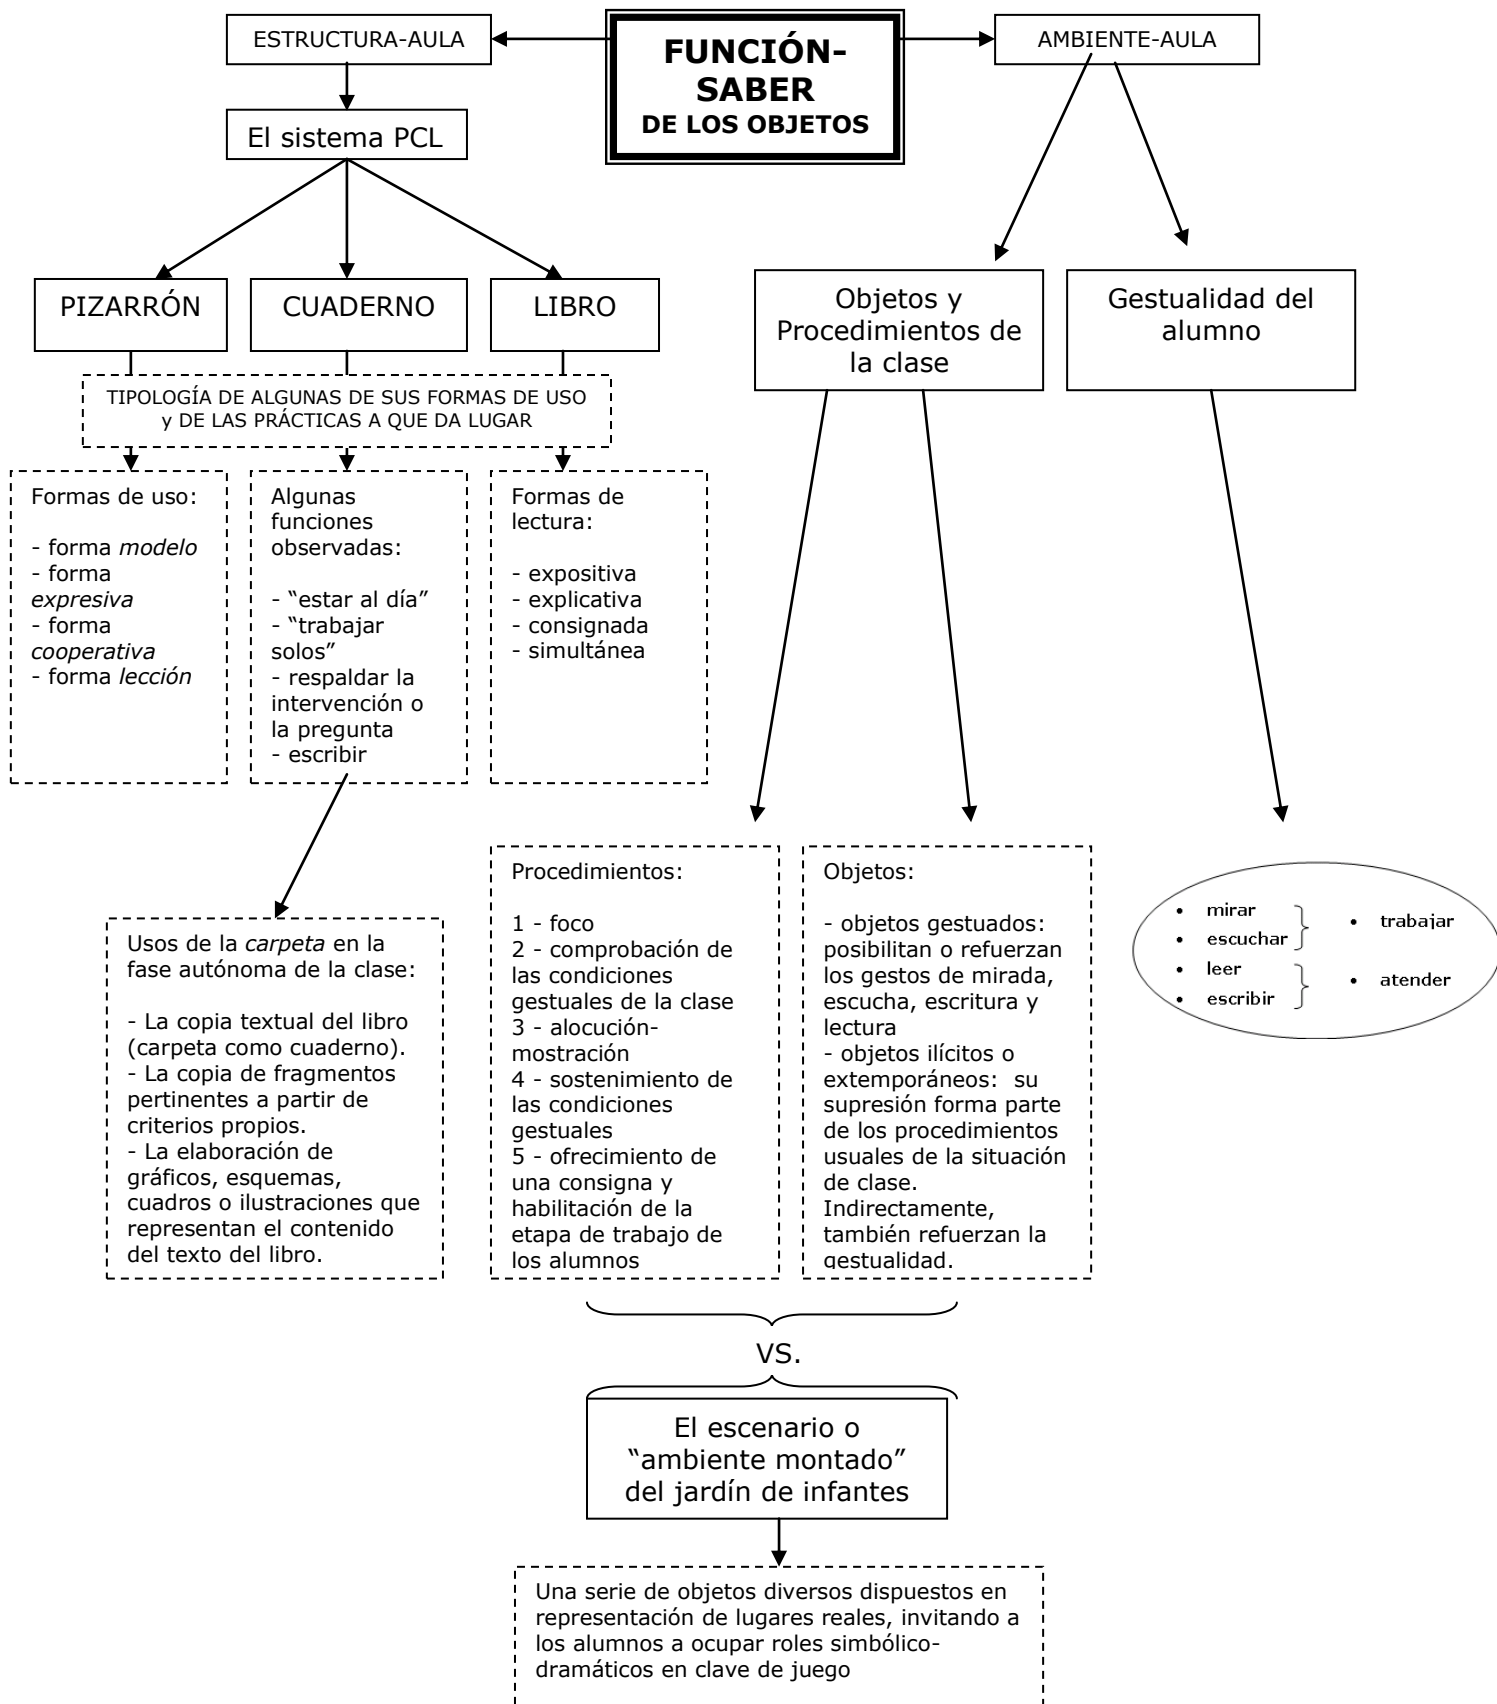 ESTRUCTURA-AULA
FUNCIÓN-
SABER
DE LOS OBJETOS
AMBIENTE-AULA
El sistema PCL
PIZARRÓN
CUADERNO
LIBRO
Objetos y
Procedimientos de
la clase
Gestualidad del
alumno
TIPOLOGÍA DE ALGUNAS DE SUS FORMAS DE USO
y DE LAS PRÁCTICAS A QUE DA LUGAR
Formas de uso:
- forma modelo
- forma
expresiva
- forma
cooperativa
- forma lección
Algunas
funciones
observadas:
- “estar al día”
- “trabajar
solos”
- respaldar la
intervención o
la pregunta
- escribir
Formas de
lectura:
- expositiva
- explicativa
- consignada
- simultánea
Usos de la carpeta en la
fase autónoma de la clase:
- La copia textual del libro
(carpeta como cuaderno).
- La copia de fragmentos
pertinentes a partir de
criterios propios.
- La elaboración de
gráficos, esquemas,
cuadros o ilustraciones que
representan el contenido
del texto del libro.
Procedimientos:
1 - foco
2 - comprobación de
las condiciones
gestuales de la clase
3 - alocución-
mostración
4 - sostenimiento de
las condiciones
gestuales
5 - ofrecimiento de
una consigna y
habilitación de la
etapa de trabajo de
los alumnos
Objetos:
- objetos gestuados:
posibilitan o refuerzan
los gestos de mirada,
escucha, escritura y
lectura
- objetos ilícitos o
extemporáneos:  su
supresión forma parte
de los procedimientos
usuales de la situación
de clase.
Indirectamente,
también refuerzan la
gestualidad.
• mirar
• escuchar
• leer
• escribir
• trabajar
• atender
VS.
El escenario o
“ambiente montado”
del jardín de infantes
Una serie de objetos diversos dispuestos en
representación de lugares reales, invitando a
los alumnos a ocupar roles simbólico-
dramáticos en clave de juego